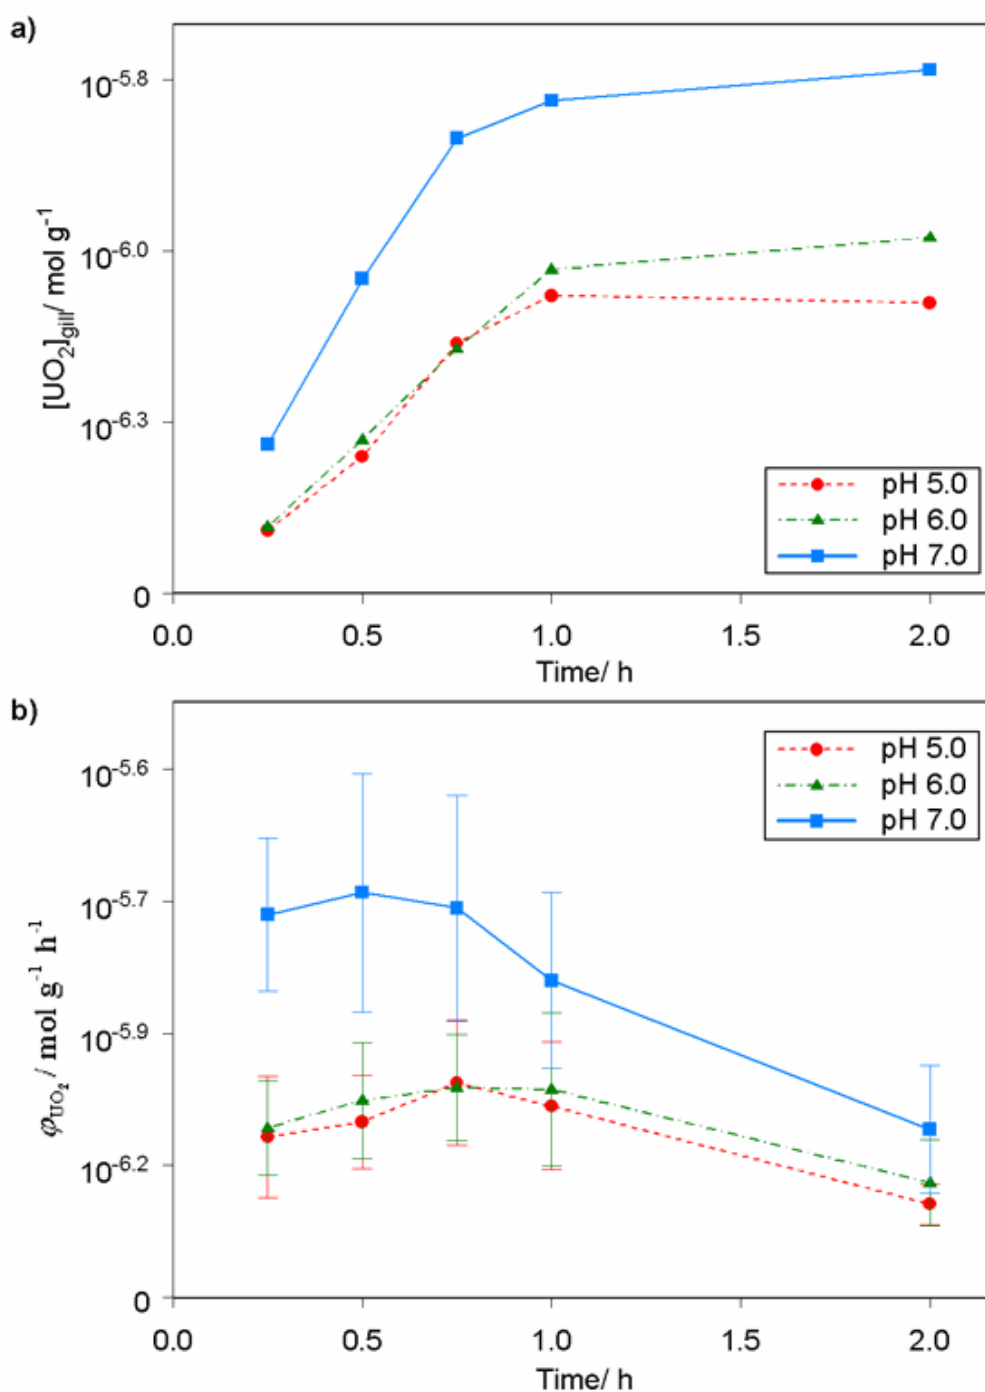 a)
10^-5.8
10^-6.0
10^-6.3
0
[UO₂]gill/ mol g⁻¹
pH 5.0
pH 6.0
pH 7.0
0.0 0.5 1.0 1.5 2.0
Time/ h
b)
pH 5.0
pH 6.0
pH 7.0
10^-5.6
10^-5.7
10^-5.9
10^-6.2
0
φUO₂ / mol g⁻¹ h⁻¹
0.0 0.5 1.0 1.5 2.0
Time/ h